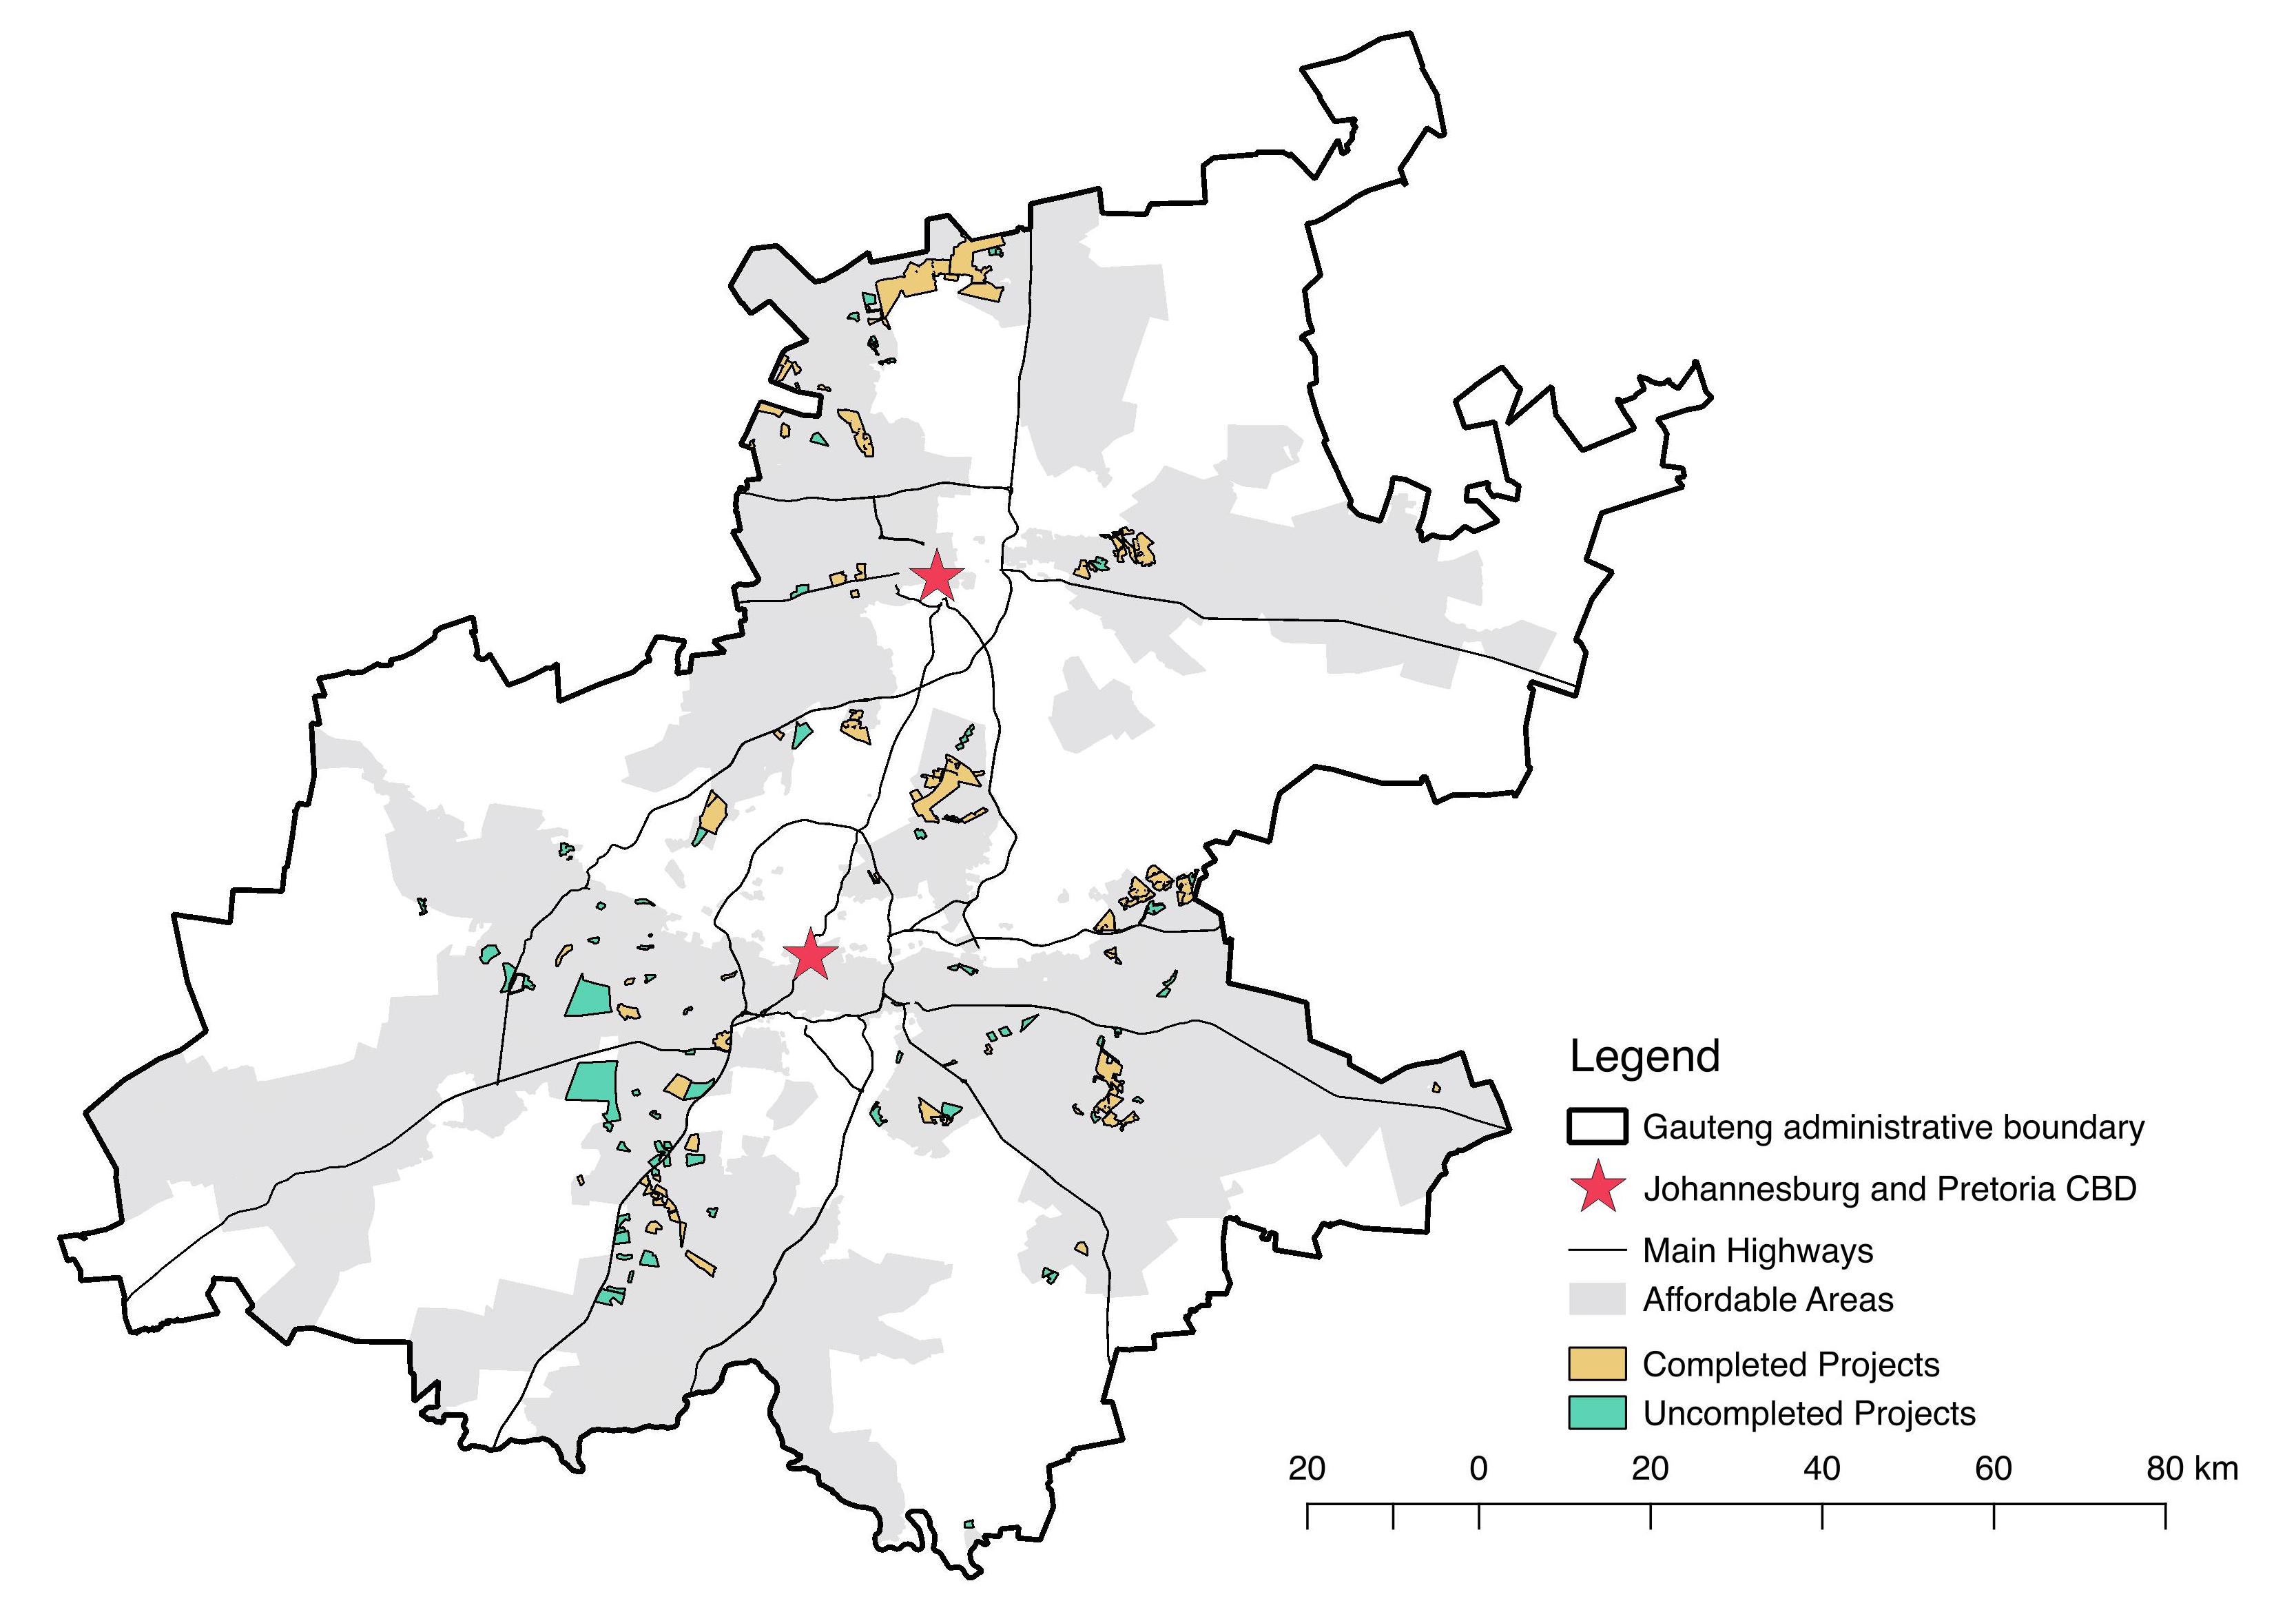 Legend
Gauteng administrative boundary
Johannesburg and Pretoria CBD
Main Highways
Affordable Areas
Completed Projects
Uncompleted Projects
20 0 20 40 60 80 km